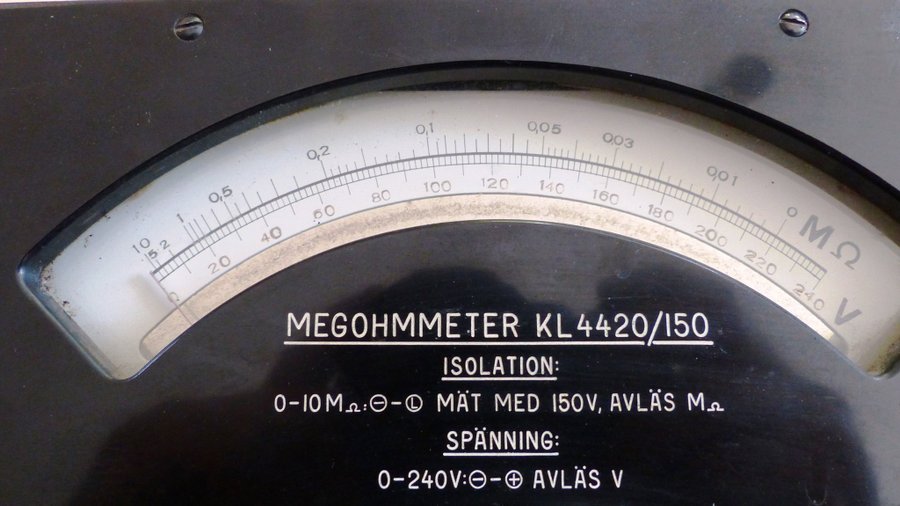 10 5 2 1 0,5 0,2 0,1 0,05 0,03 0,01 0 MΩ
0 20 40 60 80 100 120 140 160 180 200 220 240 V
MEGOHMMETER KL4420/150
ISOLATION:
0-10MΩ:⊖-Ⓛ MÄT MED 150V, AVLÄS MΩ
SPÄNNING:
0-240V:⊖-⊕ AVLÄS V